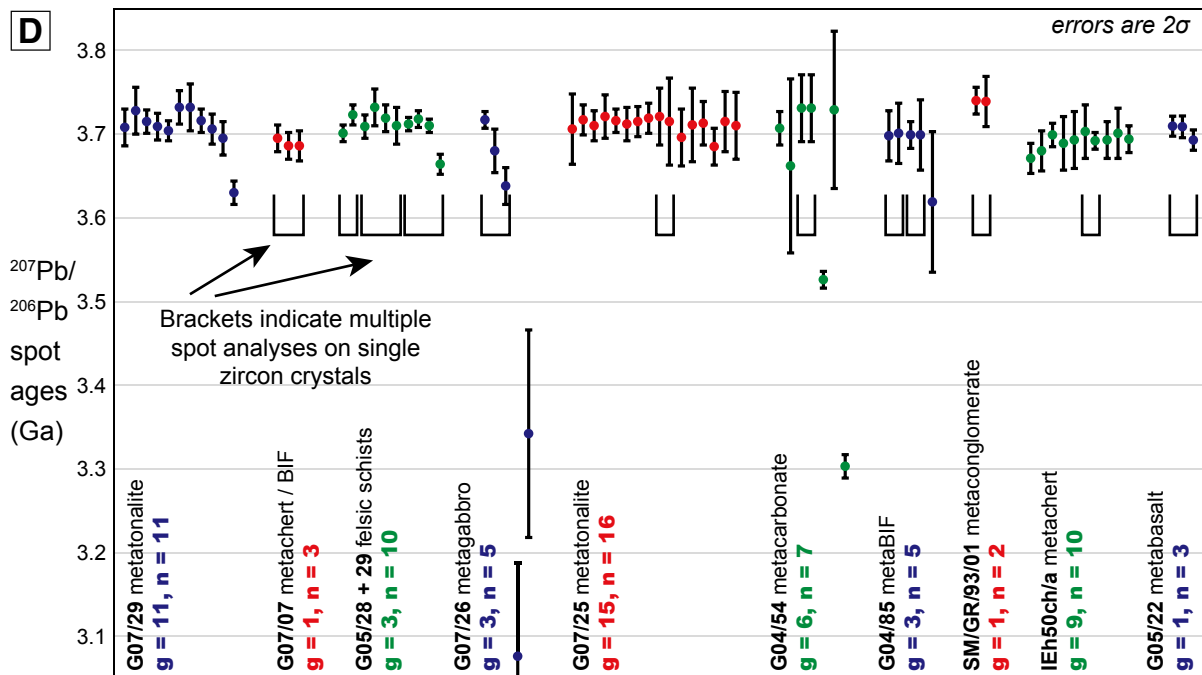 D
errors are 2σ
3.8
3.7
3.6
3.5
3.4
3.3
3.2
3.1
²⁰⁷Pb/
²⁰⁶Pb
spot
ages
(Ga)
Brackets indicate multiple
spot analyses on single
zircon crystals
G07/29 metatonalite
g = 11, n = 11
G07/07 metachert / BIF
g = 1, n = 3
G05/28 + 29 felsic schists
g = 3, n = 10
G07/26 metagabbro
g = 3, n = 5
G07/25 metatonalite
g = 15, n = 16
G04/54 metacarbonate
g = 6, n = 7
G04/85 metaBIF
g = 3, n = 5
SM/GR/93/01 metaconglomerate
g = 1, n = 2
IEh50ch/a metachert
g = 9, n = 10
G05/22 metabasalt
g = 1, n = 3